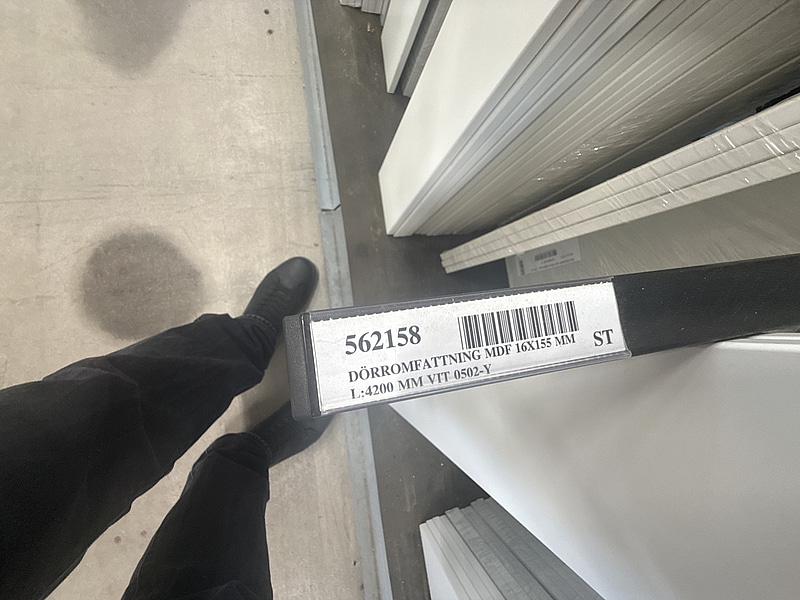 562158
DÖRROMFATTNING MDF 16X155 MM ST
L:4200 MM VIT 0502-Y